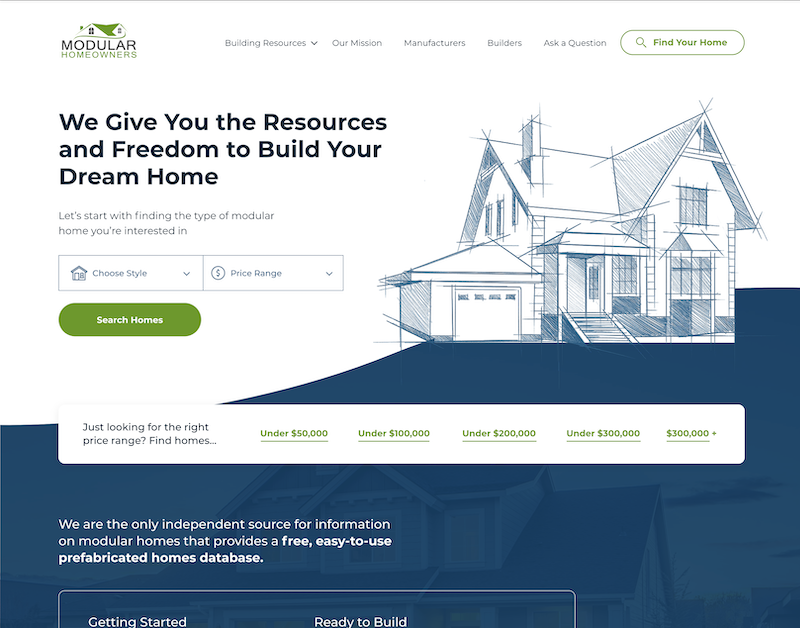 MODULAR
HOMEOWNERS
Building Resources
Our Mission
Manufacturers
Builders
Ask a Question
Find Your Home
We Give You the Resources
and Freedom to Build Your
Dream Home
Let’s start with finding the type of modular
home you’re interested in
Choose Style
$ Price Range
Search Homes
Just looking for the right
price range? Find homes...
Under $50,000
Under $100,000
Under $200,000
Under $300,000
$300,000 +
We are the only independent source for information
on modular homes that provides a free, easy-to-use
prefabricated homes database.
Getting Started
Ready to Build